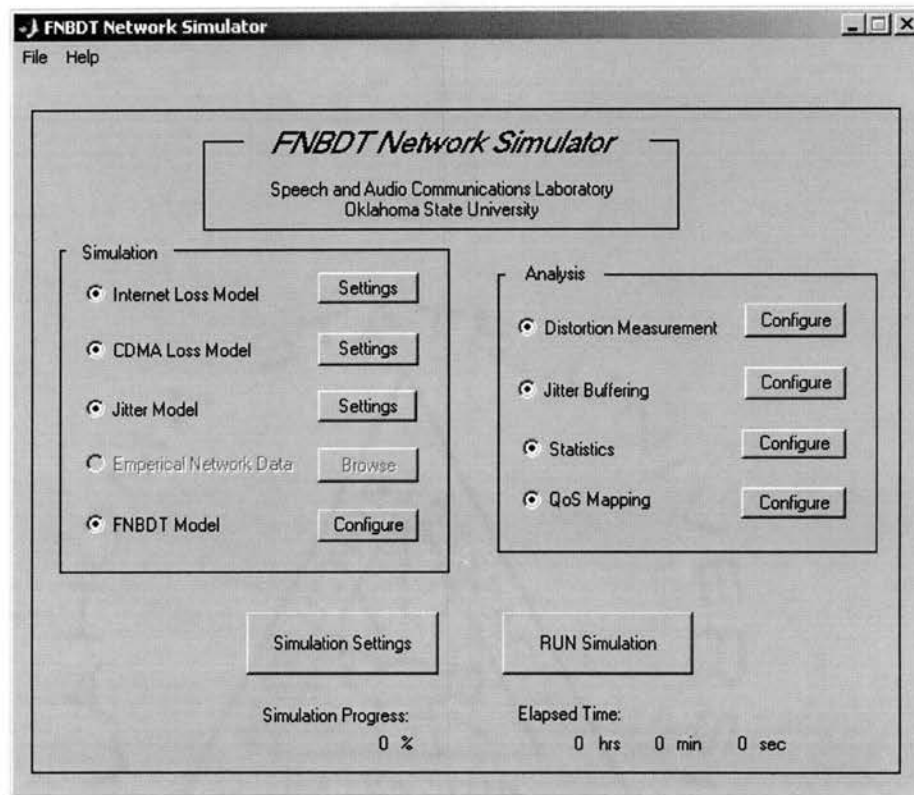 FNBDT Network Simulator
File Help
FNBDT Network Simulator
Speech and Audio Communications Laboratory
Oklahoma State University
Simulation
Internet Loss Model Settings
CDMA Loss Model Settings
Jitter Model Settings
Emperical Network Data Browse
FNBDT Model Configure
Analysis
Distortion Measurement Configure
Jitter Buffering Configure
Statistics Configure
QoS Mapping Configure
Simulation Settings RUN Simulation
Simulation Progress: Elapsed Time:
0 % 0 hrs 0 min 0 sec